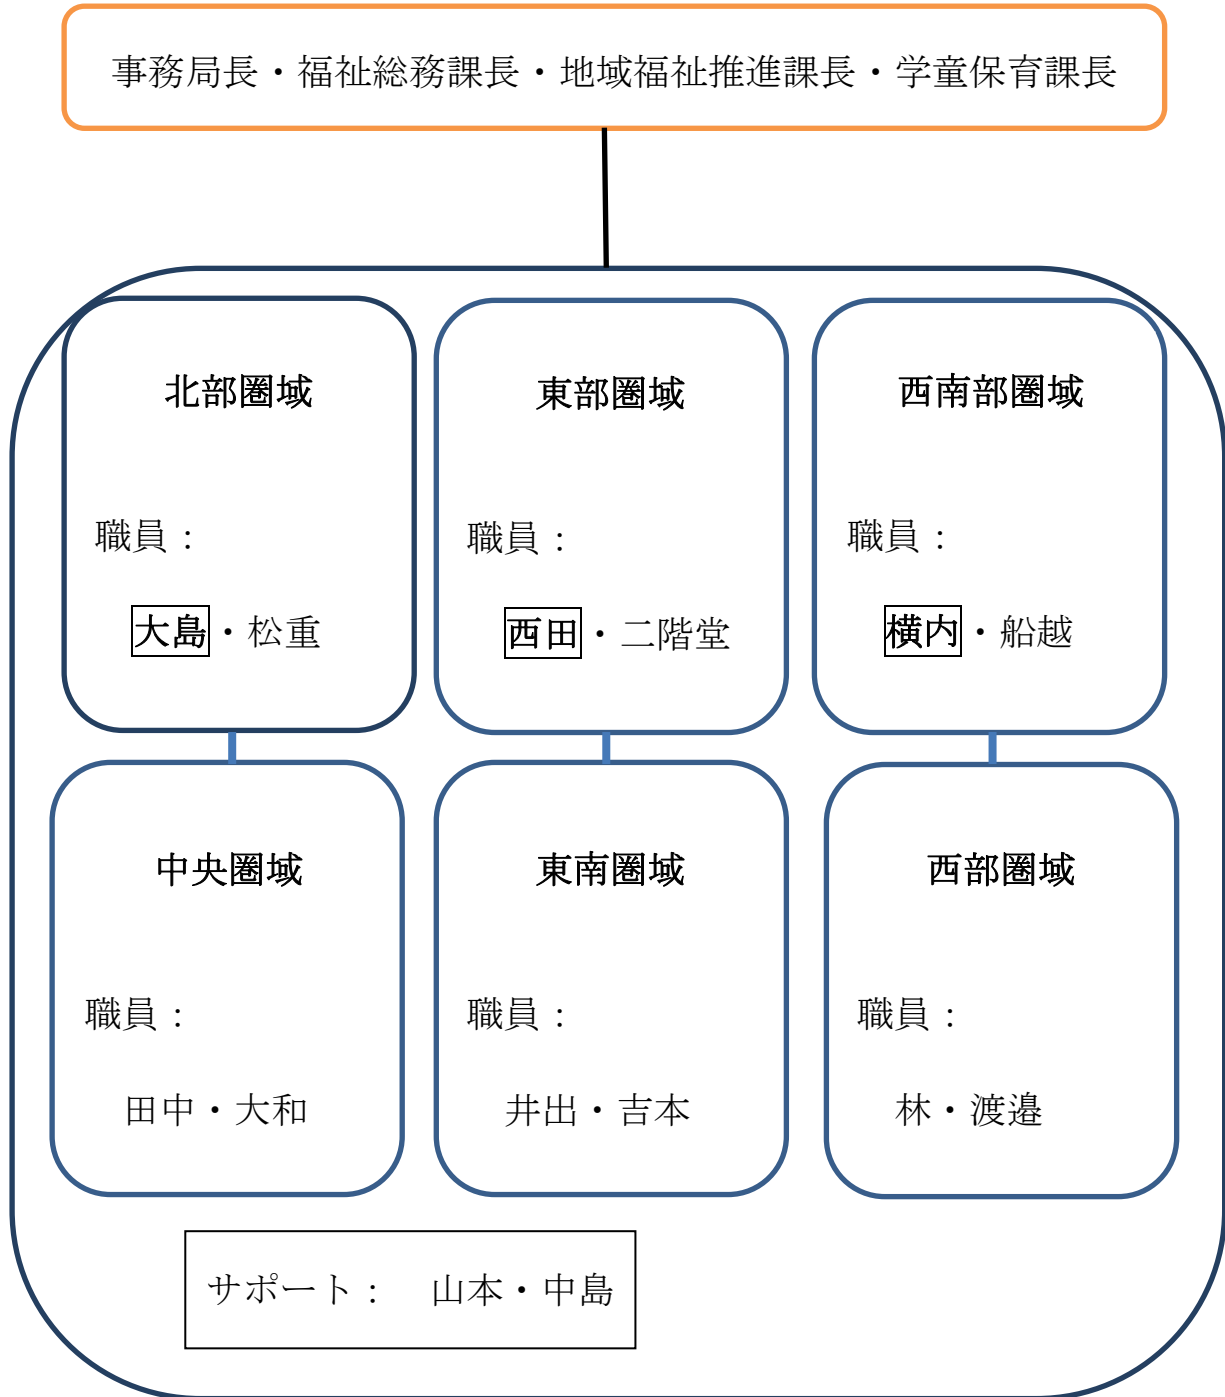 事務局長・福祉総務課長・地域福祉推進課長・学童保育課長
北部圏域
職員：
大島・松重
東部圏域
職員：
西田・二階堂
西南部圏域
職員：
横内・船越
中央圏域
職員：
田中・大和
東南圏域
職員：
井出・吉本
西部圏域
職員：
林・渡邉
サポート：　山本・中島